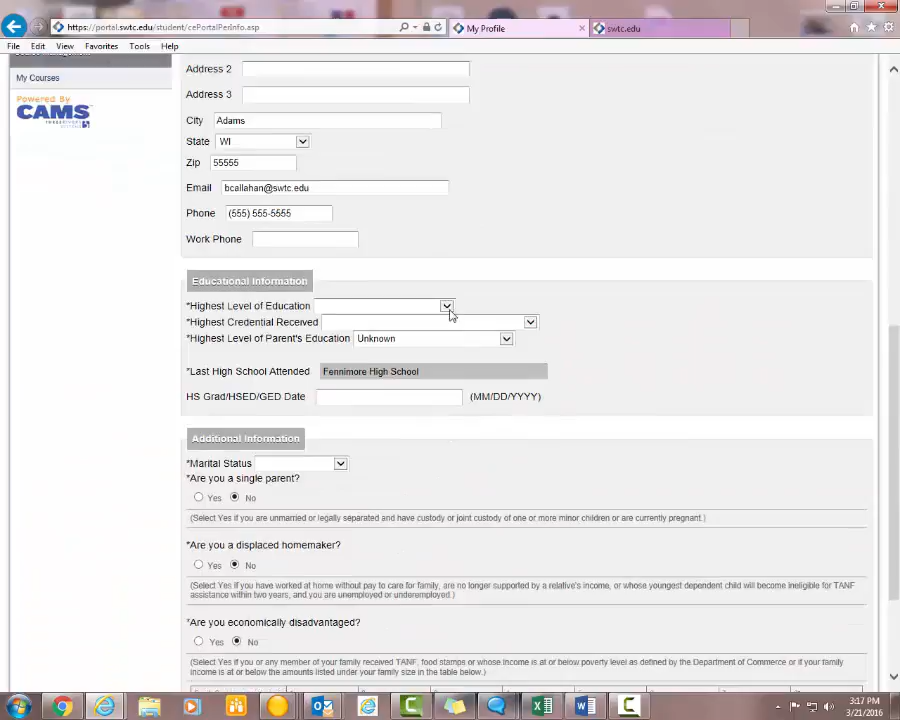 https://portal.swtc.edu/student/cePortalPerInfo.asp
My Profile
swtc.edu
File Edit View Favorites Tools Help
My Courses
Powered By
CAMS
Address 2
Address 3
City Adams
State WI
Zip 55555
Email bcallahan@swtc.edu
Phone (555) 555-5555
Work Phone
Educational Information
*Highest Level of Education
*Highest Credential Received
*Highest Level of Parent's Education Unknown
*Last High School Attended Fennimore High School
HS Grad/HSED/GED Date (MM/DD/YYYY)
Additional Information
*Marital Status
*Are you a single parent?
Yes No
(Select Yes if you are unmarried or legally separated and have custody or joint custody of one or more minor children or are currently pregnant.)
*Are you a displaced homemaker?
Yes No
(Select Yes if you have worked at home without pay to care for family, are no longer supported by a relative's income, or whose youngest dependent child will become ineligible for TANF
assistance within two years, and you are unemployed or underemployed.)
*Are you economically disadvantaged?
Yes No
(Select Yes if you or any member of your family received TANF, food stamps or whose income is at or below poverty level as defined by the Department of Commerce or if your family
income is at or below the amounts listed under your family size in the table below.)
3:17 PM
3/21/2016